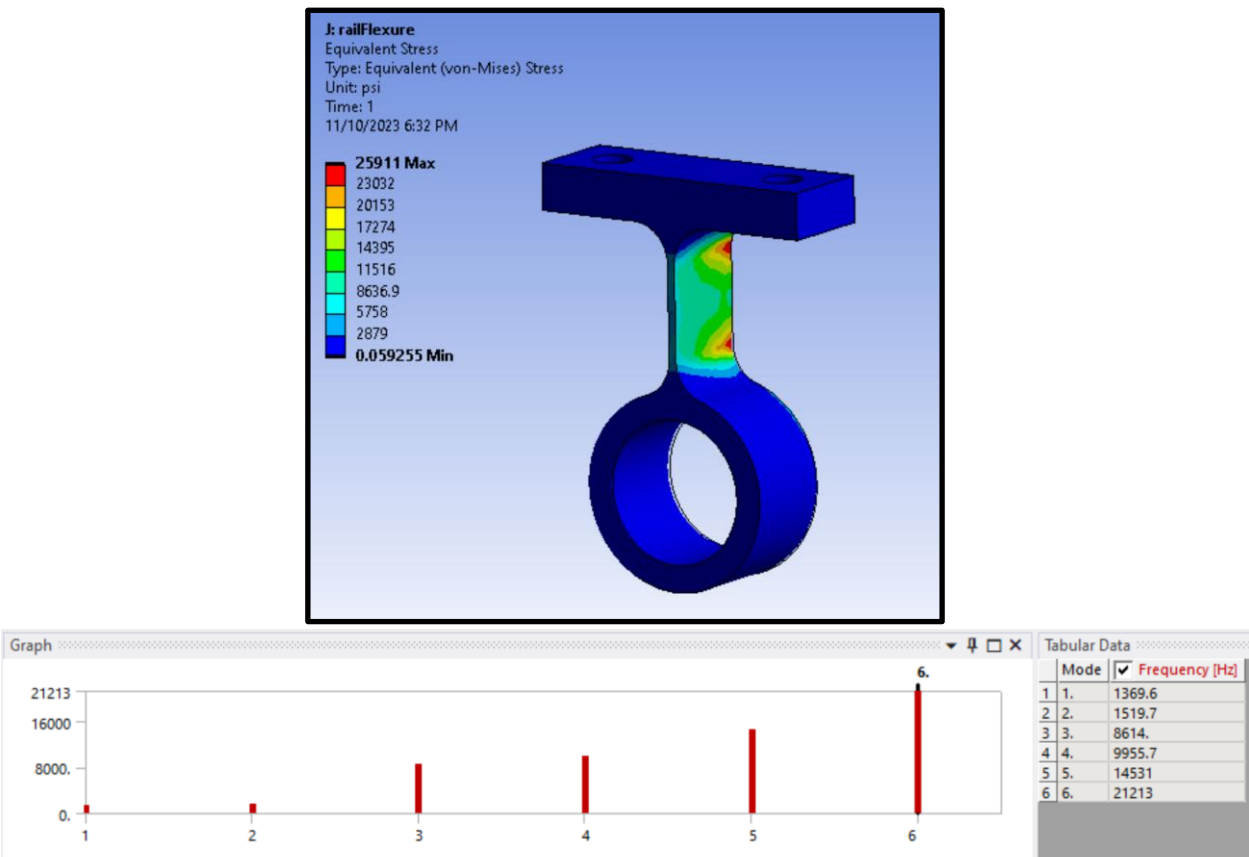 J: railFlexure
Equivalent Stress
Type: Equivalent (von-Mises) Stress
Unit: psi
Time: 1
11/10/2023 6:32 PM
25911 Max
23032
20153
17274
14395
11516
8636.9
5758
2879
0.059255 Min
Graph
6.
21213
16000
8000.
0.
1 2 3 4 5 6
Tabular Data
Mode Frequency [Hz]
1 1. 1369.6
2 2. 1519.7
3 3. 8614.
4 4. 9955.7
5 5. 14531
6 6. 21213